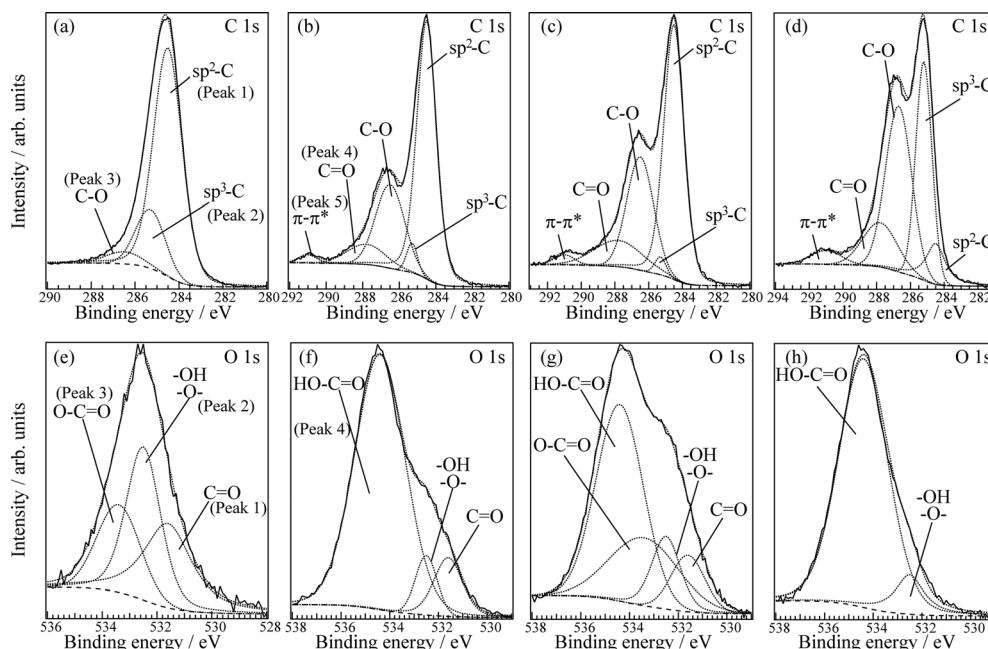 (a) C 1s
sp²-C
(Peak 1)
(Peak 3)
C-O
sp³-C
(Peak 2)
290 288 286 284 282 280
Binding energy / eV
Intensity / arb. units
(b) C 1s
sp²-C
C-O
(Peak 4)
C=O
(Peak 5)
π-π*
sp³-C
292 290 288 286 284 282 280
Binding energy / eV
(c) C 1s
sp²-C
C-O
C=O
π-π*
sp³-C
292 290 288 286 284 282 280
Binding energy / eV
(d) C 1s
C-O
sp³-C
C=O
π-π*
sp²-C
294 292 290 288 286 284 282
Binding energy / eV
(e) O 1s
-OH
-O-
(Peak 2)
(Peak 3)
O-C=O
C=O
(Peak 1)
536 534 532 530 528
Binding energy / eV
Intensity / arb. units
(f) O 1s
HO-C=O
(Peak 4)
-OH
-O-
C=O
538 536 534 532 530
Binding energy / eV
(g) O 1s
HO-C=O
O-C=O
-OH
-O-
C=O
538 536 534 532 530
Binding energy / eV
(h) O 1s
HO-C=O
-OH
-O-
538 536 534 532 530
Binding energy / eV